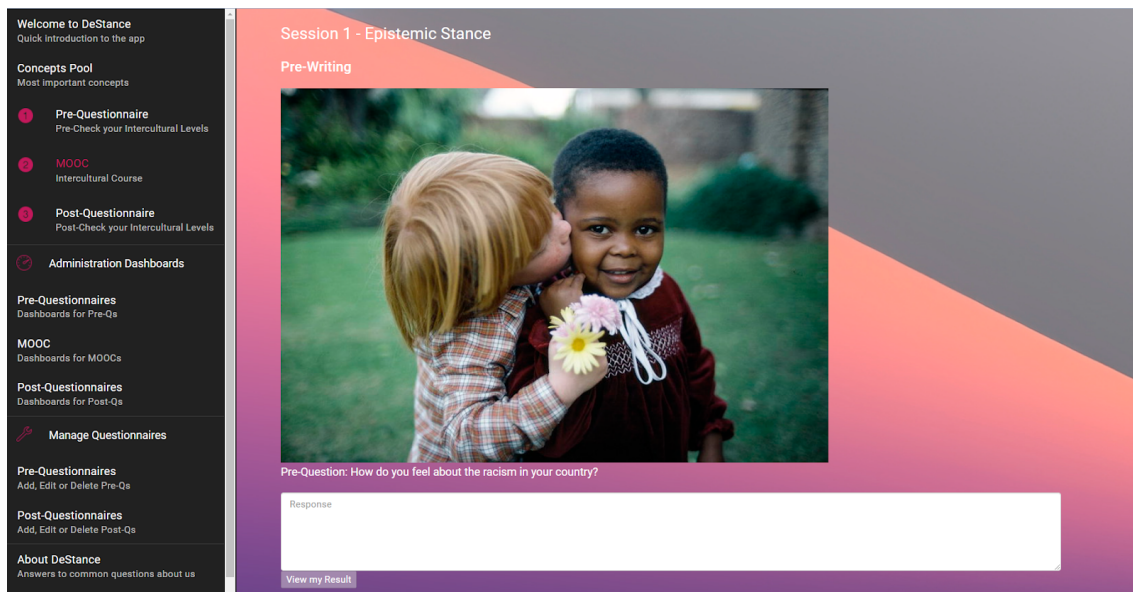 Welcome to DeStance
Quick introduction to the app
Concepts Pool
Most important concepts
1
Pre-Questionnaire
Pre-Check your Intercultural Levels
2
MOOC
Intercultural Course
3
Post-Questionnaire
Post-Check your Intercultural Levels
Administration Dashboards
Pre-Questionnaires
Dashboards for Pre-Qs
MOOC
Dashboards for MOOCs
Post-Questionnaires
Dashboards for Post-Qs
Manage Questionnaires
Pre-Questionnaires
Add, Edit or Delete Pre-Qs
Post-Questionnaires
Add, Edit or Delete Post-Qs
About DeStance
Answers to common questions about us
Session 1 - Epistemic Stance
Pre-Writing
Pre-Question: How do you feel about the racism in your country?
Response
View my Result